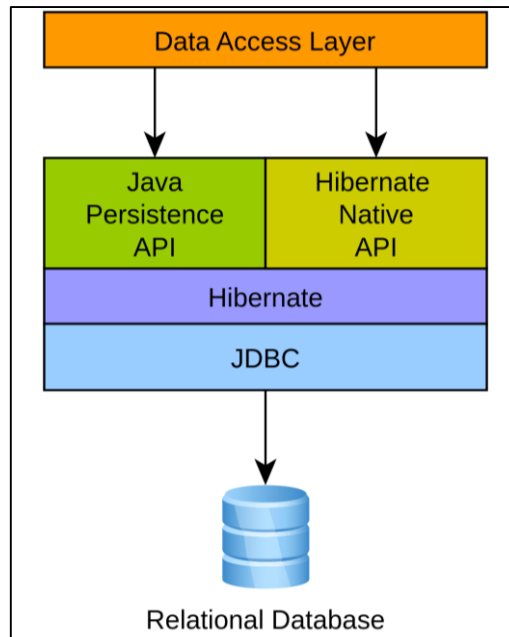 Data Access Layer
Java
Persistence
API
Hibernate
Native
API
Hibernate
JDBC
Relational Database